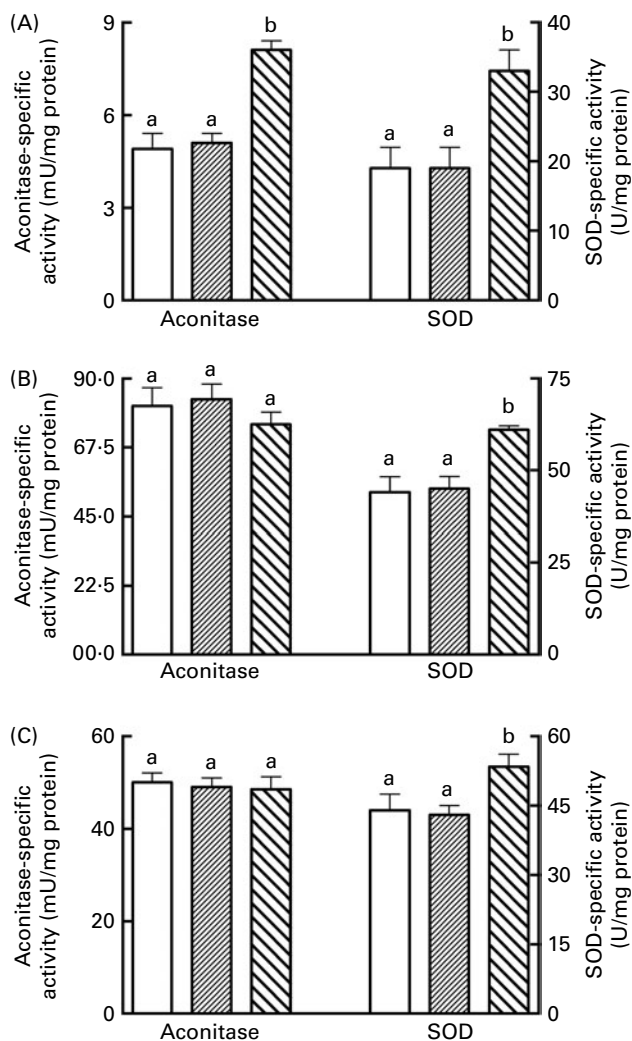 (A)
Aconitase-specific
activity (mU/mg protein)
9
6
3
0
a
a
b
a
a
b
40
30
20
10
0
SOD-specific activity
(U/mg protein)
Aconitase
SOD
(B)
Aconitase-specific
activity (mU/mg protein)
90·0
67·5
45·0
22·5
00·0
a
a
a
a
a
b
75
50
25
0
SOD-specific activity
(U/mg protein)
Aconitase
SOD
(C)
Aconitase-specific
activity (mU/mg protein)
60
40
20
0
a
a
a
a
a
b
60
45
30
15
0
SOD-specific activity
(U/mg protein)
Aconitase
SOD